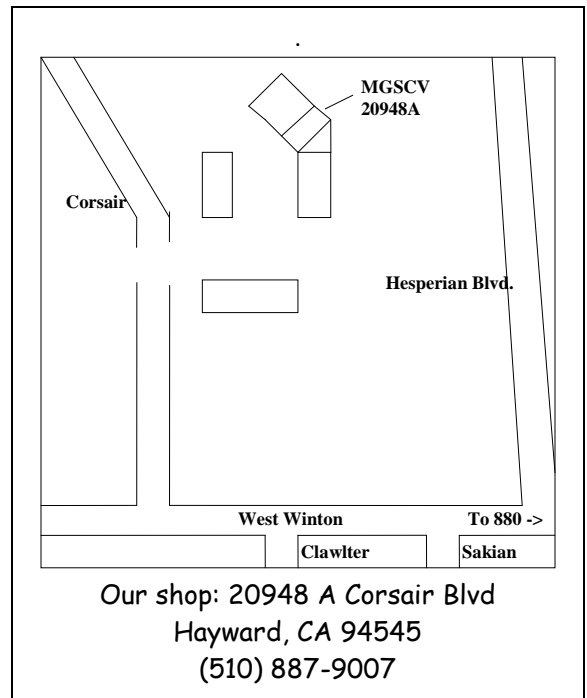 .
MGSCV
20948A
Corsair
Hesperian Blvd.
West Winton
To 880 ->
Clawlter
Sakian
Our shop: 20948 A Corsair Blvd
Hayward, CA 94545
(510) 887-9007